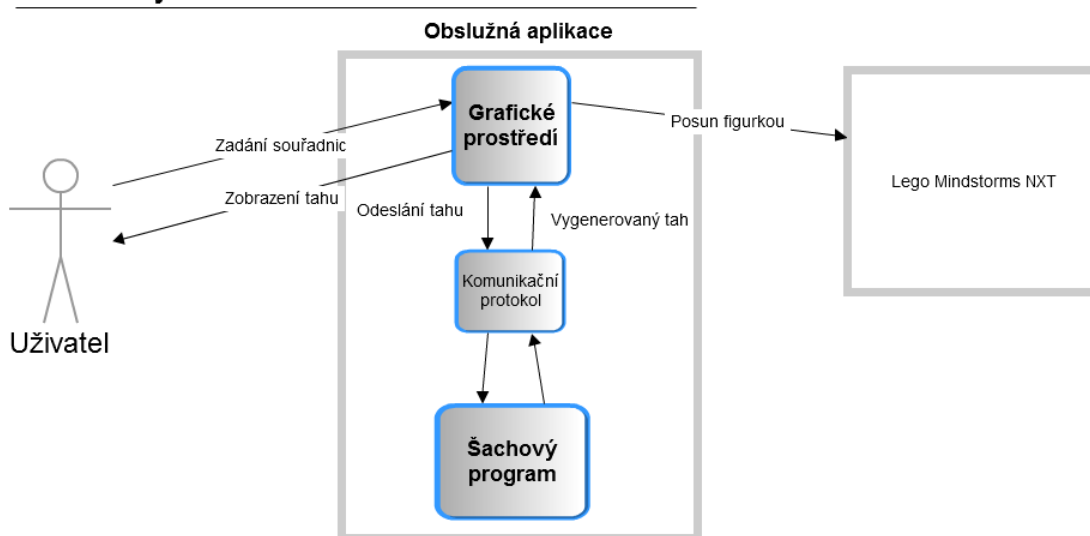 Obslužná aplikace
Grafické
prostředí
Zadání souřadnic
Posun figurkou
Lego Mindstorms NXT
Zobrazení tahu
Odeslání tahu
Vygenerovaný tah
Komunikační
protokol
Uživatel
Šachový
program